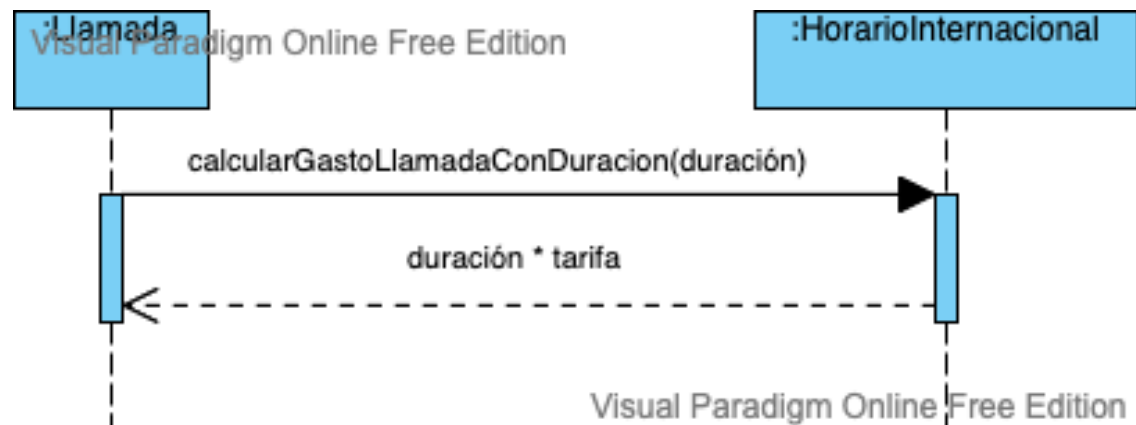 :Llamada
Visual Paradigm Online Free Edition
:HorarioInternacional
calcularGastoLlamadaConDuracion(duración)
duración * tarifa
Visual Paradigm Online Free Edition